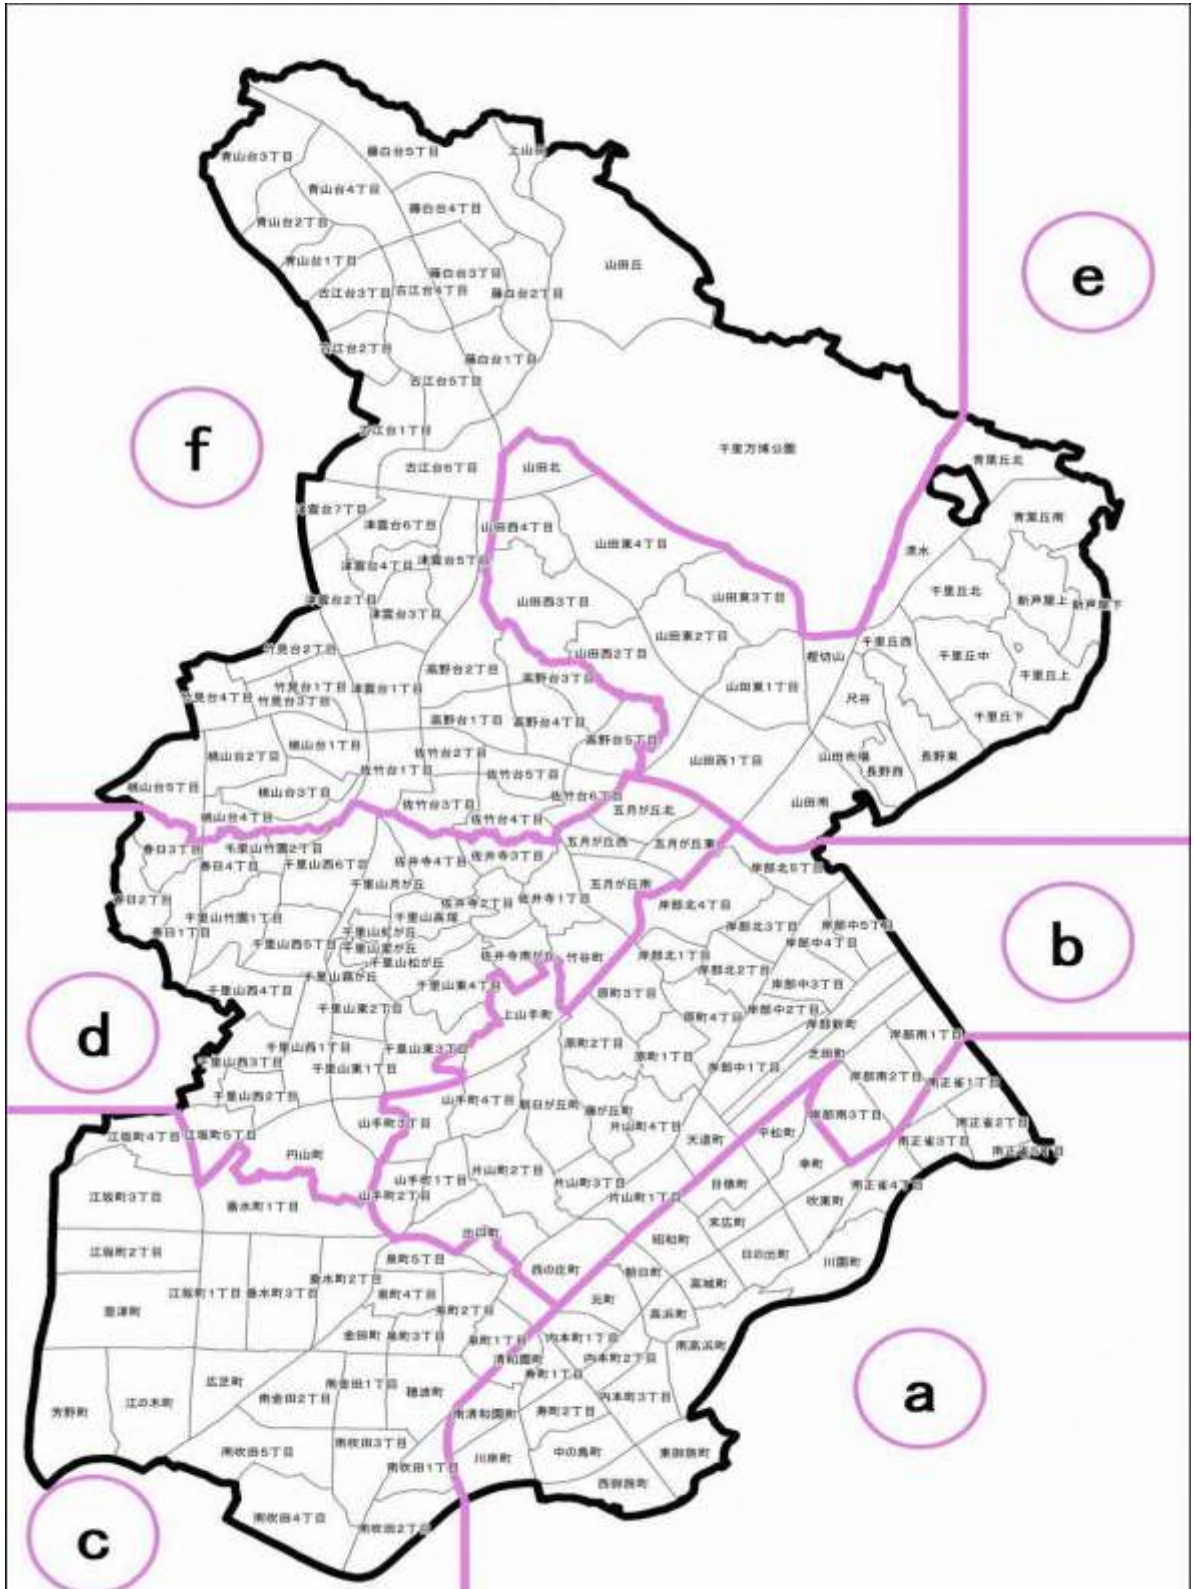 青山台3丁目
藤白台5丁目
青山台4丁目
藤白台4丁目
青山台2丁目
青山台1丁目
山田丘
e
藤白台3丁目
古江台3丁目
古江台4丁目
藤白台2丁目
古江台2丁目
藤白台1丁目
古江台5丁目
古江台1丁目
f
千里万博公園
古江台6丁目
山田北
青葉丘北
津雲台7丁目
津雲台6丁目
山田西4丁目
青葉丘南
山田東4丁目
清水
津雲台4丁目
津雲台5丁目
千里丘北
津雲台2丁目
津雲台3丁目
山田西3丁目
山田東3丁目
新芦屋上
新芦屋下
山田東2丁目
千里丘西
竹見台2丁目
山田西2丁目
樫切山
千里丘中
高野台2丁目
高野台3丁目
千里丘上
竹見台4丁目
竹見台1丁目
竹見台3丁目
津雲台1丁目
山田東1丁目
尺谷
高野台1丁目
高野台4丁目
千里丘下
桃山台2丁目
桃山台1丁目
佐竹台2丁目
高野台5丁目
山田西1丁目
山田市場
長野東
長野西
佐竹台1丁目
佐竹台5丁目
桃山台5丁目
桃山台3丁目
佐竹台3丁目
佐竹台6丁目
山田南
桃山台4丁目
佐竹台4丁目
五月が丘北
春日3丁目
千里山竹園2丁目
五月が丘西
五月が丘東
春日4丁目
千里山西6丁目
佐井寺4丁目
佐井寺3丁目
岸部北5丁目
千里山月が丘
五月が丘南
春日2丁目
佐井寺2丁目
佐井寺1丁目
岸部北4丁目
千里山竹園1丁目
千里山高塚
岸部北3丁目
岸部中5丁目
春日1丁目
千里山虹が丘
岸部中4丁目
b
千里山西5丁目
千里山星が丘
千里山松が丘
佐井寺南が丘
竹谷町
岸部北1丁目
岸部北2丁目
千里山霧が丘
千里山東4丁目
岸部中3丁目
千里山西4丁目
原町3丁目
千里山東2丁目
上山手町
原町4丁目
岸部中2丁目
岸部新町
d
千里山西1丁目
千里山東3丁目
原町2丁目
原町1丁目
岸部南1丁目
千里山西3丁目
千里山東1丁目
岸部中1丁目
芝田町
岸部南2丁目
南正雀1丁目
千里山西2丁目
山手町4丁目
朝日が丘町
藤が丘町
岸部南3丁目
江坂町4丁目
江坂町5丁目
山手町3丁目
片山町4丁目
天道町
平松町
南正雀2丁目
南正雀3丁目
南正雀5丁目
円山町
片山町2丁目
幸町
江坂町3丁目
山手町1丁目
片山町3丁目
目俵町
南正雀4丁目
山手町2丁目
片山町1丁目
吹東町
垂水町1丁目
末広町
出口町
昭和町
江坂町2丁目
泉町5丁目
日の出町
川園町
西の庄町
朝日町
垂水町2丁目
高城町
江坂町1丁目
垂水町3丁目
泉町4丁目
豊津町
泉町2丁目
元町
高浜町
金田町
泉町3丁目
泉町1丁目
内本町1丁目
南高浜町
清和園町
内本町2丁目
寿町1丁目
広芝町
南金田1丁目
穂波町
a
南金田2丁目
内本町3丁目
江の木町
芳野町
南清和園町
寿町2丁目
南吹田3丁目
南吹田5丁目
中の島町
東御旅町
川岸町
南吹田1丁目
西御旅町
南吹田4丁目
南吹田2丁目
c